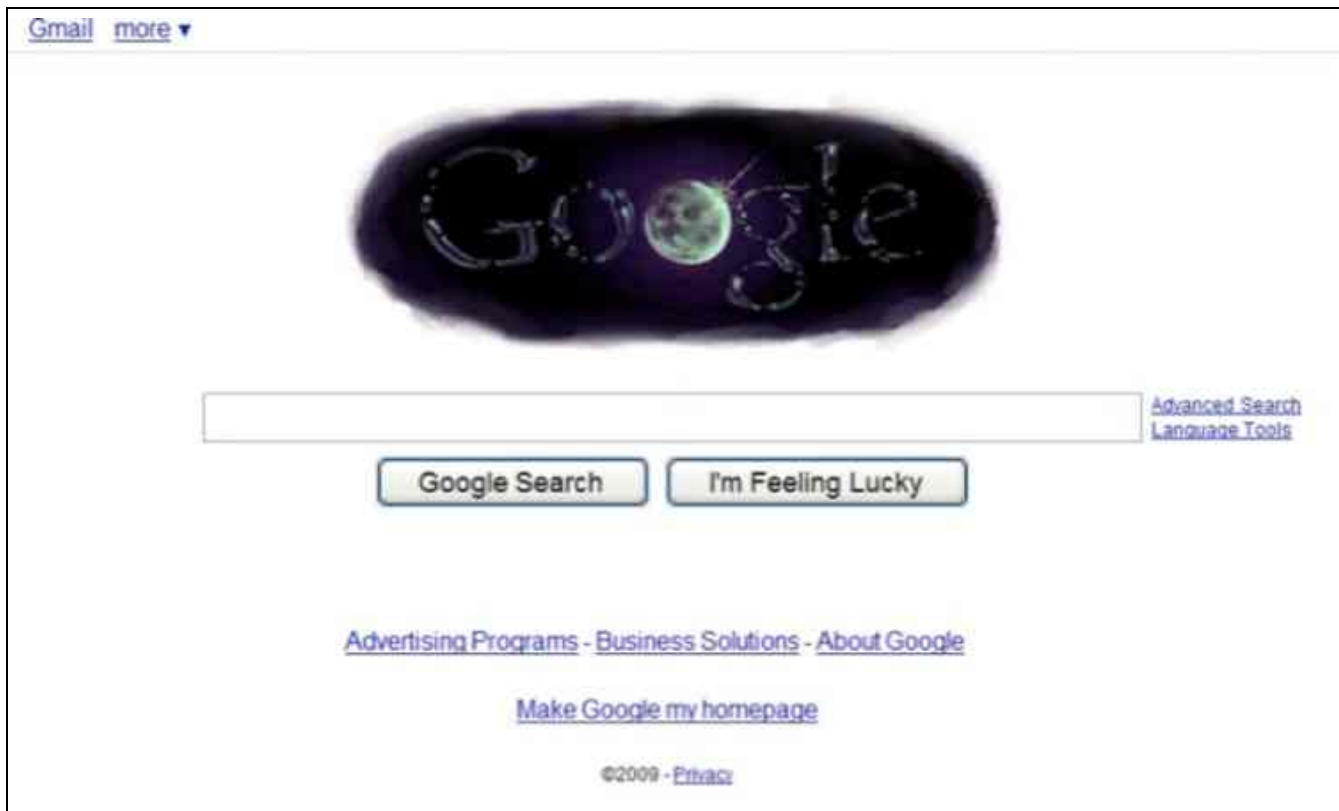 Gmail more ▼
Google
Advanced Search
Language Tools
Google Search I'm Feeling Lucky
Advertising Programs - Business Solutions - About Google
Make Google my homepage
©2009 - Privacy